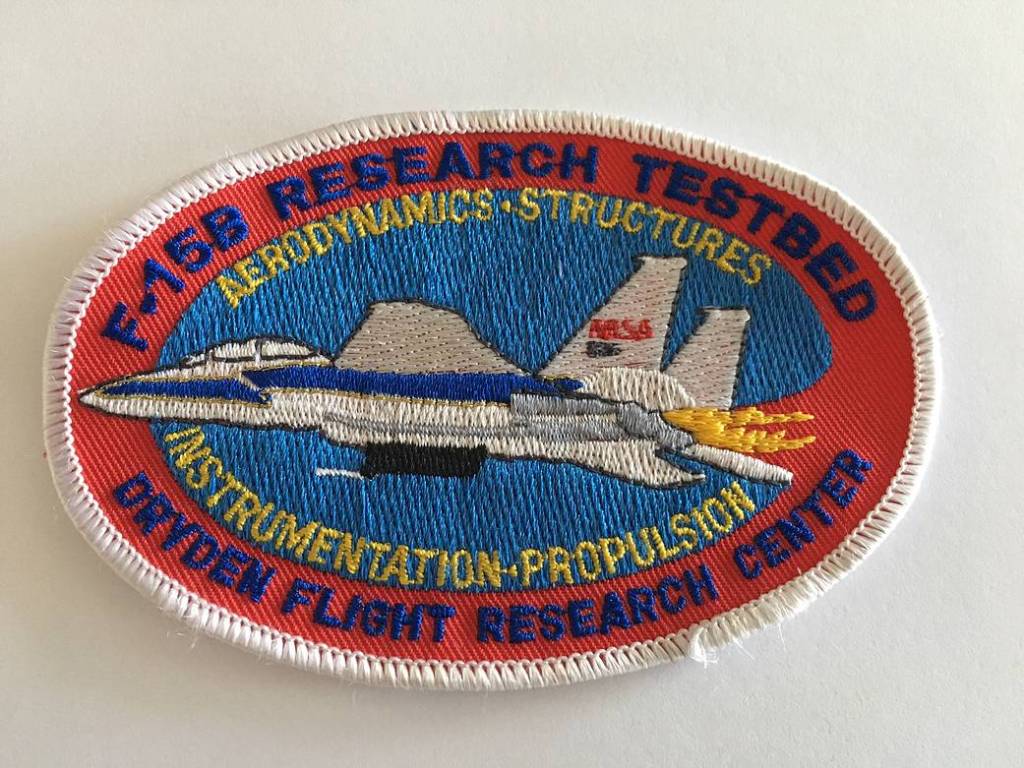 F-15B RESEARCH TESTBED
AERODYNAMICS · STRUCTURES
NASA
INSTRUMENTATION · PROPULSION
DRYDEN FLIGHT RESEARCH CENTER